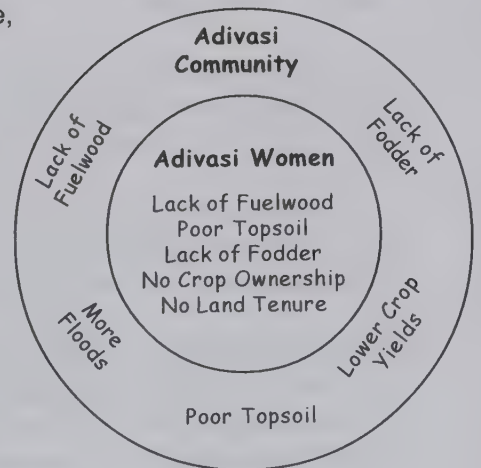 e,
Adivasi
Community
Lack of
Fuelwood
Lack of
Fodder
Adivasi Women
Lack of Fuelwood
Poor Topsoil
Lack of Fodder
No Crop Ownership
No Land Tenure
More
Floods
Lower Crop
Yields
Poor Topsoil